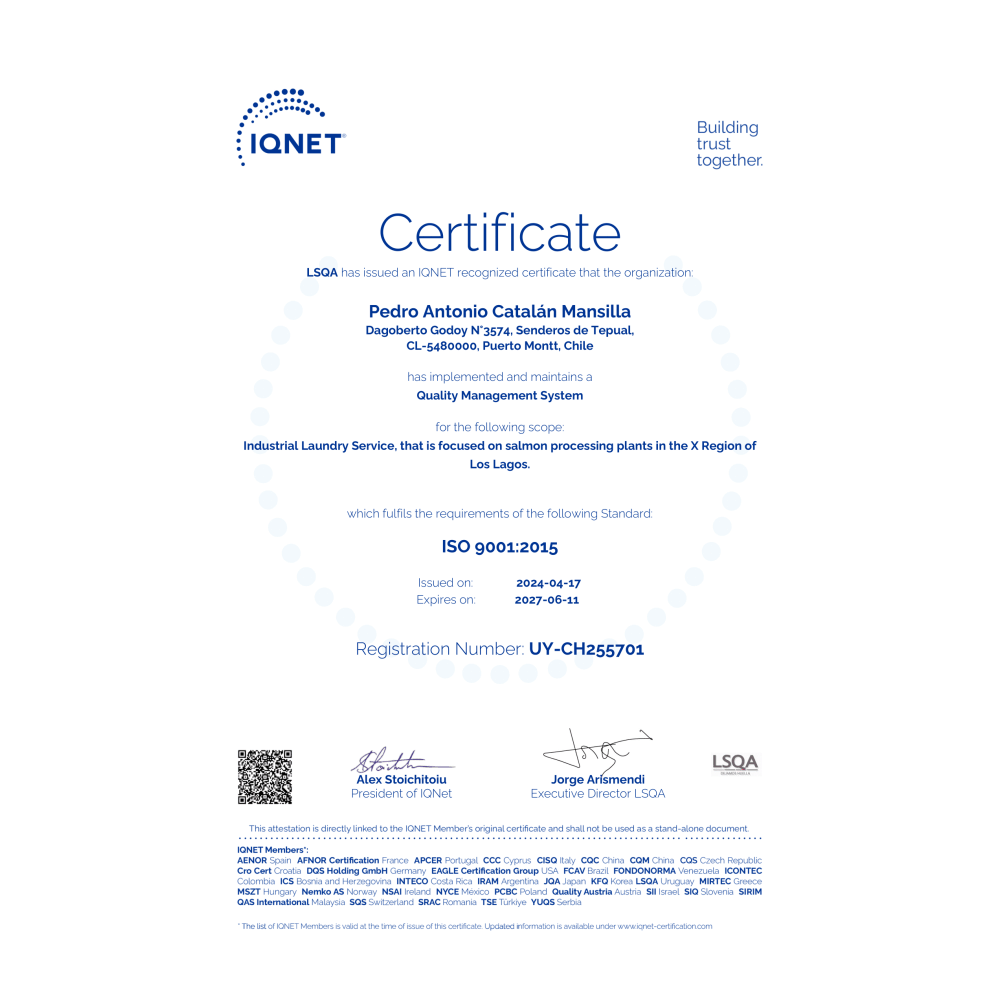 IQNET®
Building
trust
together.
Certificate
LSQA has issued an IQNET recognized certificate that the organization:
Pedro Antonio Catalán Mansilla
Dagoberto Godoy N°3574, Senderos de Tepual,
CL-5480000, Puerto Montt, Chile
has implemented and maintains a
Quality Management System
for the following scope:
Industrial Laundry Service, that is focused on salmon processing plants in the X Region of
Los Lagos.
which fulfils the requirements of the following Standard:
ISO 9001:2015
Issued on: 2024-04-17
Expires on: 2027-06-11
Registration Number: UY-CH255701
LSQA
Alex Stoichitoiu
President of IQNet
Jorge Arismendi
Executive Director LSQA
This attestation is directly linked to the IQNET Member's original certificate and shall not be used as a stand-alone document.
IQNET Members*:
AENOR Spain AFNOR Certification France APCER Portugal CCC Cyprus CISQ Italy CQC China CQM China CQS Czech Republic
Cro Cert Croatia DQS Holding GmbH Germany EAGLE Certification Group USA FCAV Brazil FONDONORMA Venezuela ICONTEC
Colombia ICS Bosnia and Herzegovina INTECO Costa Rica IRAM Argentina JQA Japan KFQ Korea LSQA Uruguay MIRTEC Greece
MSZT Hungary Nemko AS Norway NSAI Ireland NYCE México PCBC Poland Quality Austria Austria SII Israel SIQ Slovenia SIRIM
QAS International Malaysia SQS Switzerland SRAC Romania TSE Türkiye YUQS Serbia
* The list of IQNET Members is valid at the time of issue of this certificate. Updated information is available under www.iqnet-certification.com